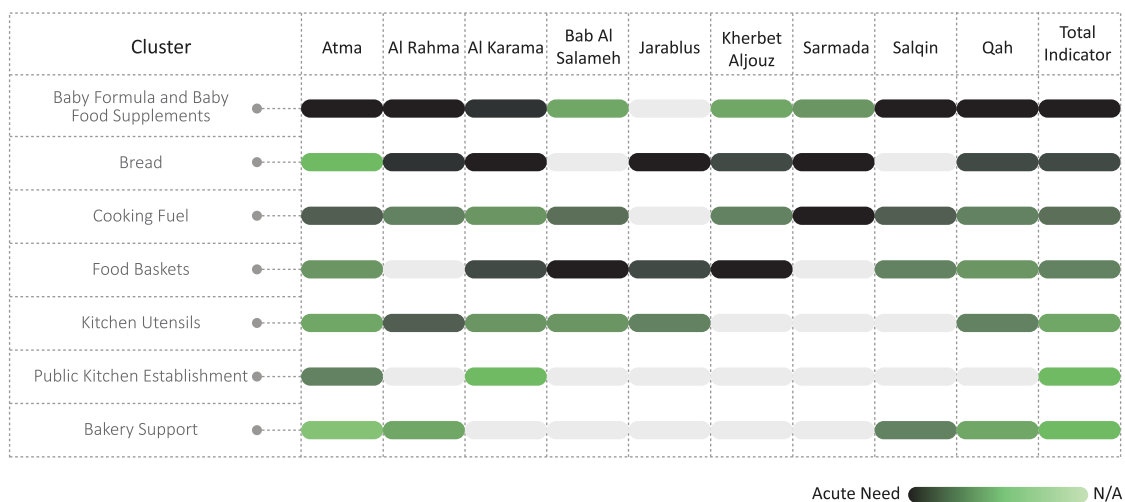 Cluster
Atma
Al Rahma
Al Karama
Bab Al
Salameh
Jarablus
Kherbet
Aljouz
Sarmada
Salqin
Qah
Total
Indicator
Baby Formula and Baby
Food Supplements
Bread
Cooking Fuel
Food Baskets
Kitchen Utensils
Public Kitchen Establishment
Bakery Support
Acute Need
N/A